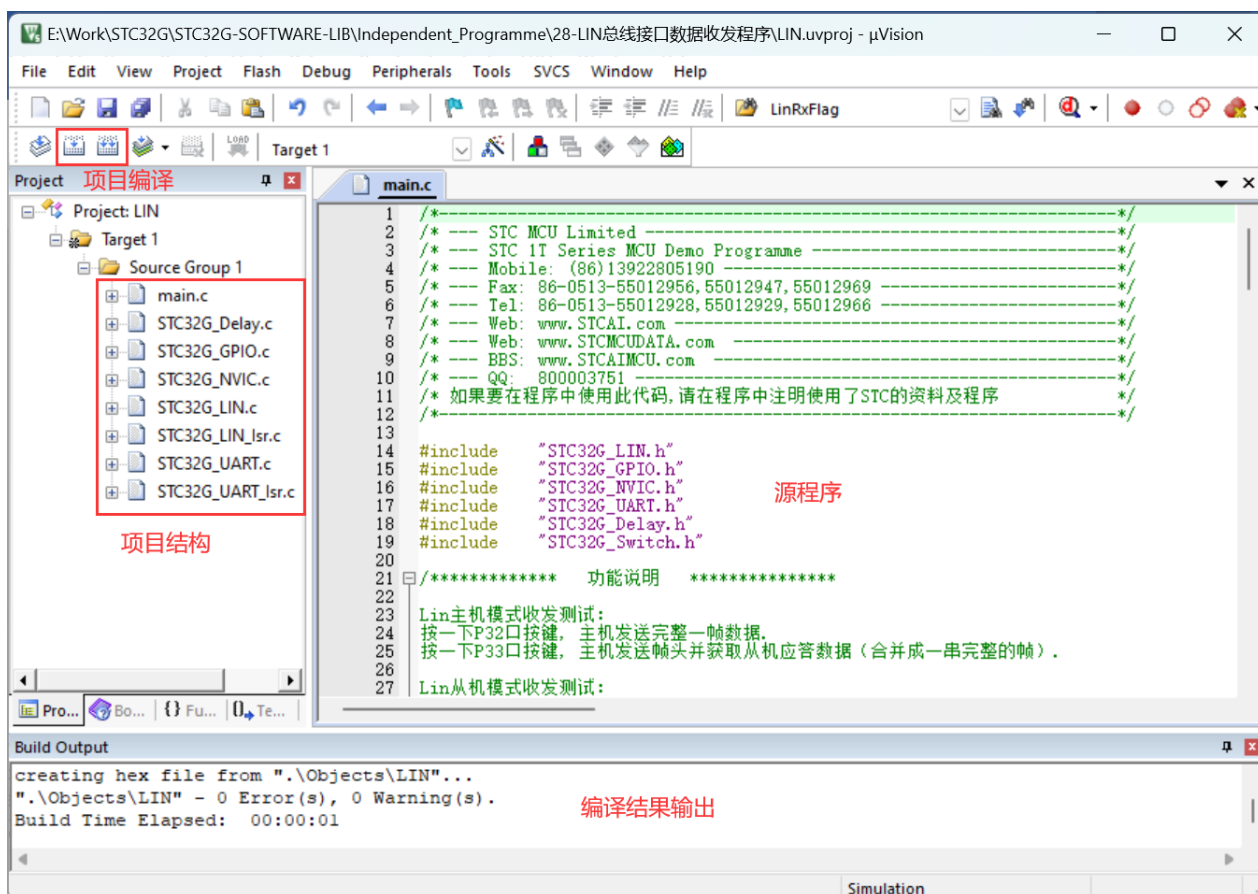 E:\Work\STC32G\STC32G-SOFTWARE-LIB\Independent_Programme\28-LIN总线接口数据收发程序\LIN.uvproj - µVision
File Edit View Project Flash Debug Peripherals Tools SVCS Window Help
LinRxFlag
LOAD Target 1
Project 项目编译
main.c
Project: LIN
Target 1
Source Group 1
main.c
STC32G_Delay.c
STC32G_GPIO.c
STC32G_NVIC.c
STC32G_LIN.c
STC32G_LIN_Isr.c
STC32G_UART.c
STC32G_UART_Isr.c
项目结构
Pro... Bo... {} Fu... Te...
1 /*---------------------------------------------------------------------*/
2 /* --- STC MCU Limited ------------------------------------------------*/
3 /* --- STC 1T Series MCU Demo Programme -------------------------------*/
4 /* --- Mobile: (86)13922805190 ----------------------------------------*/
5 /* --- Fax: 86-0513-55012956,55012947,55012969 ------------------------*/
6 /* --- Tel: 86-0513-55012928,55012929,55012966 ------------------------*/
7 /* --- Web: www.STCAI.com ---------------------------------------------*/
8 /* --- Web: www.STCMCUDATA.com ---------------------------------------*/
9 /* --- BBS: www.STCAIMCU.com -----------------------------------------*/
10 /* --- QQ: 800003751 -------------------------------------------------*/
11 /* 如果要在程序中使用此代码,请在程序中注明使用了STC的资料及程序 */
12 /*---------------------------------------------------------------------*/
13
14 #include "STC32G_LIN.h"
15 #include "STC32G_GPIO.h"
16 #include "STC32G_NVIC.h"
17 #include "STC32G_UART.h"
18 #include "STC32G_Delay.h"
19 #include "STC32G_Switch.h"
源程序
20
21 /************* 功能说明 ***************
22
23 Lin主机模式收发测试:
24 按一下P32口按键, 主机发送完整一帧数据.
25 按一下P33口按键, 主机发送帧头并获取从机应答数据（合并成一串完整的帧）.
26
27 Lin从机模式收发测试:
Build Output
creating hex file from ".\Objects\LIN"...
".\Objects\LIN" - 0 Error(s), 0 Warning(s).
Build Time Elapsed: 00:00:01
编译结果输出
Simulation